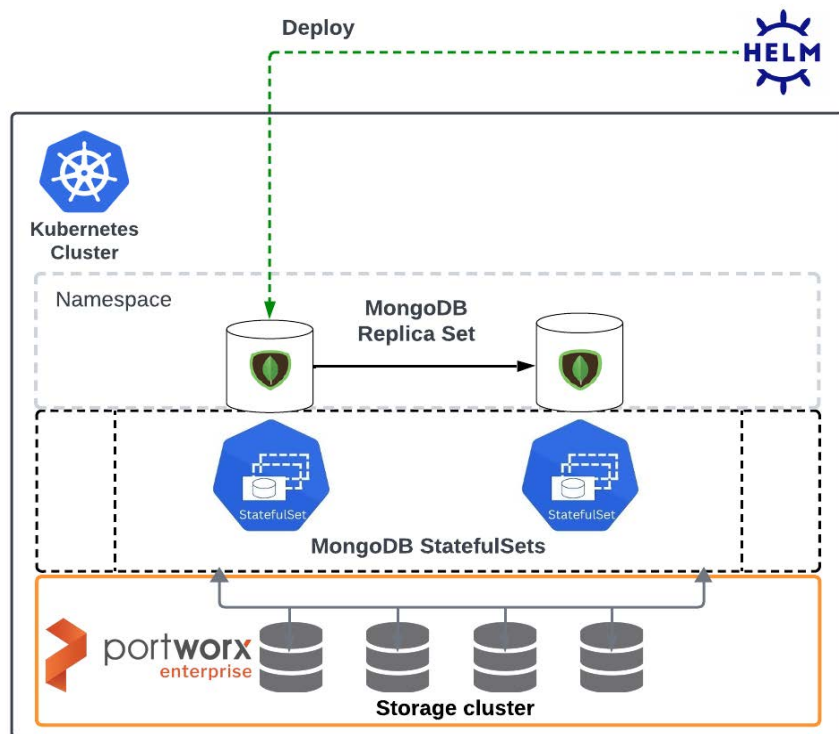 Deploy
HELM
Kubernetes
Cluster
Namespace
MongoDB
Replica Set
StatefulSet
StatefulSet
MongoDB StatefulSets
portworx
enterprise
Storage cluster